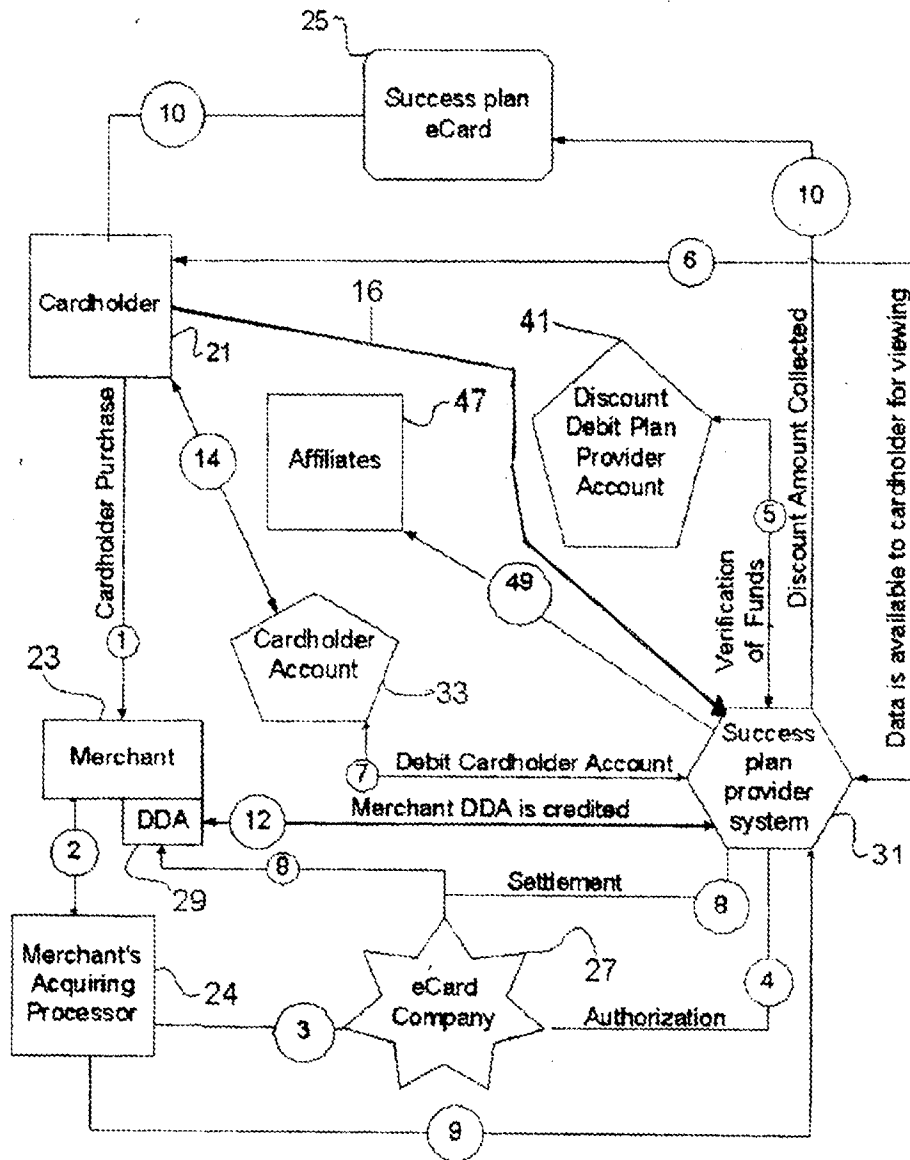 25
Success plan
eCard
10
10
6
Cardholder
16
41
21
47
Discount
Debit Plan
Provider
Account
Affiliates
14
Cardholder Purchase
5
49
Verification
of Funds
Discount Amount Collected
Data is available to cardholder for viewing
Cardholder
Account
1
23
33
Merchant
Success
plan
provider
system
7
Debit Cardholder Account
DDA
12
Merchant DDA is credited
2
31
8
29
Settlement
8
27
Merchant's
Acquiring
Processor
24
eCard
Company
4
3
Authorization
9